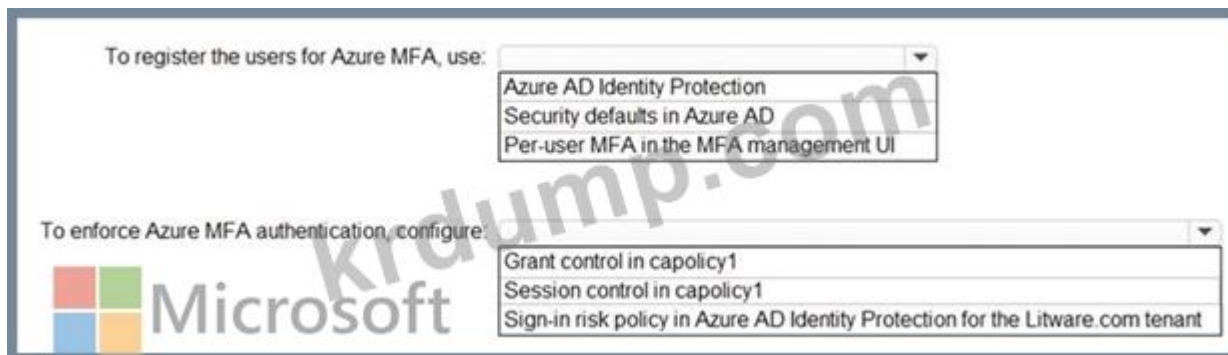 To register the users for Azure MFA, use:
Azure AD Identity Protection
Security defaults in Azure AD
Per-user MFA in the MFA management UI
To enforce Azure MFA authentication, configure:
Grant control in capolicy1
Session control in capolicy1
Sign-in risk policy in Azure AD Identity Protection for the Litware.com tenant
Microsoft
krdump.com